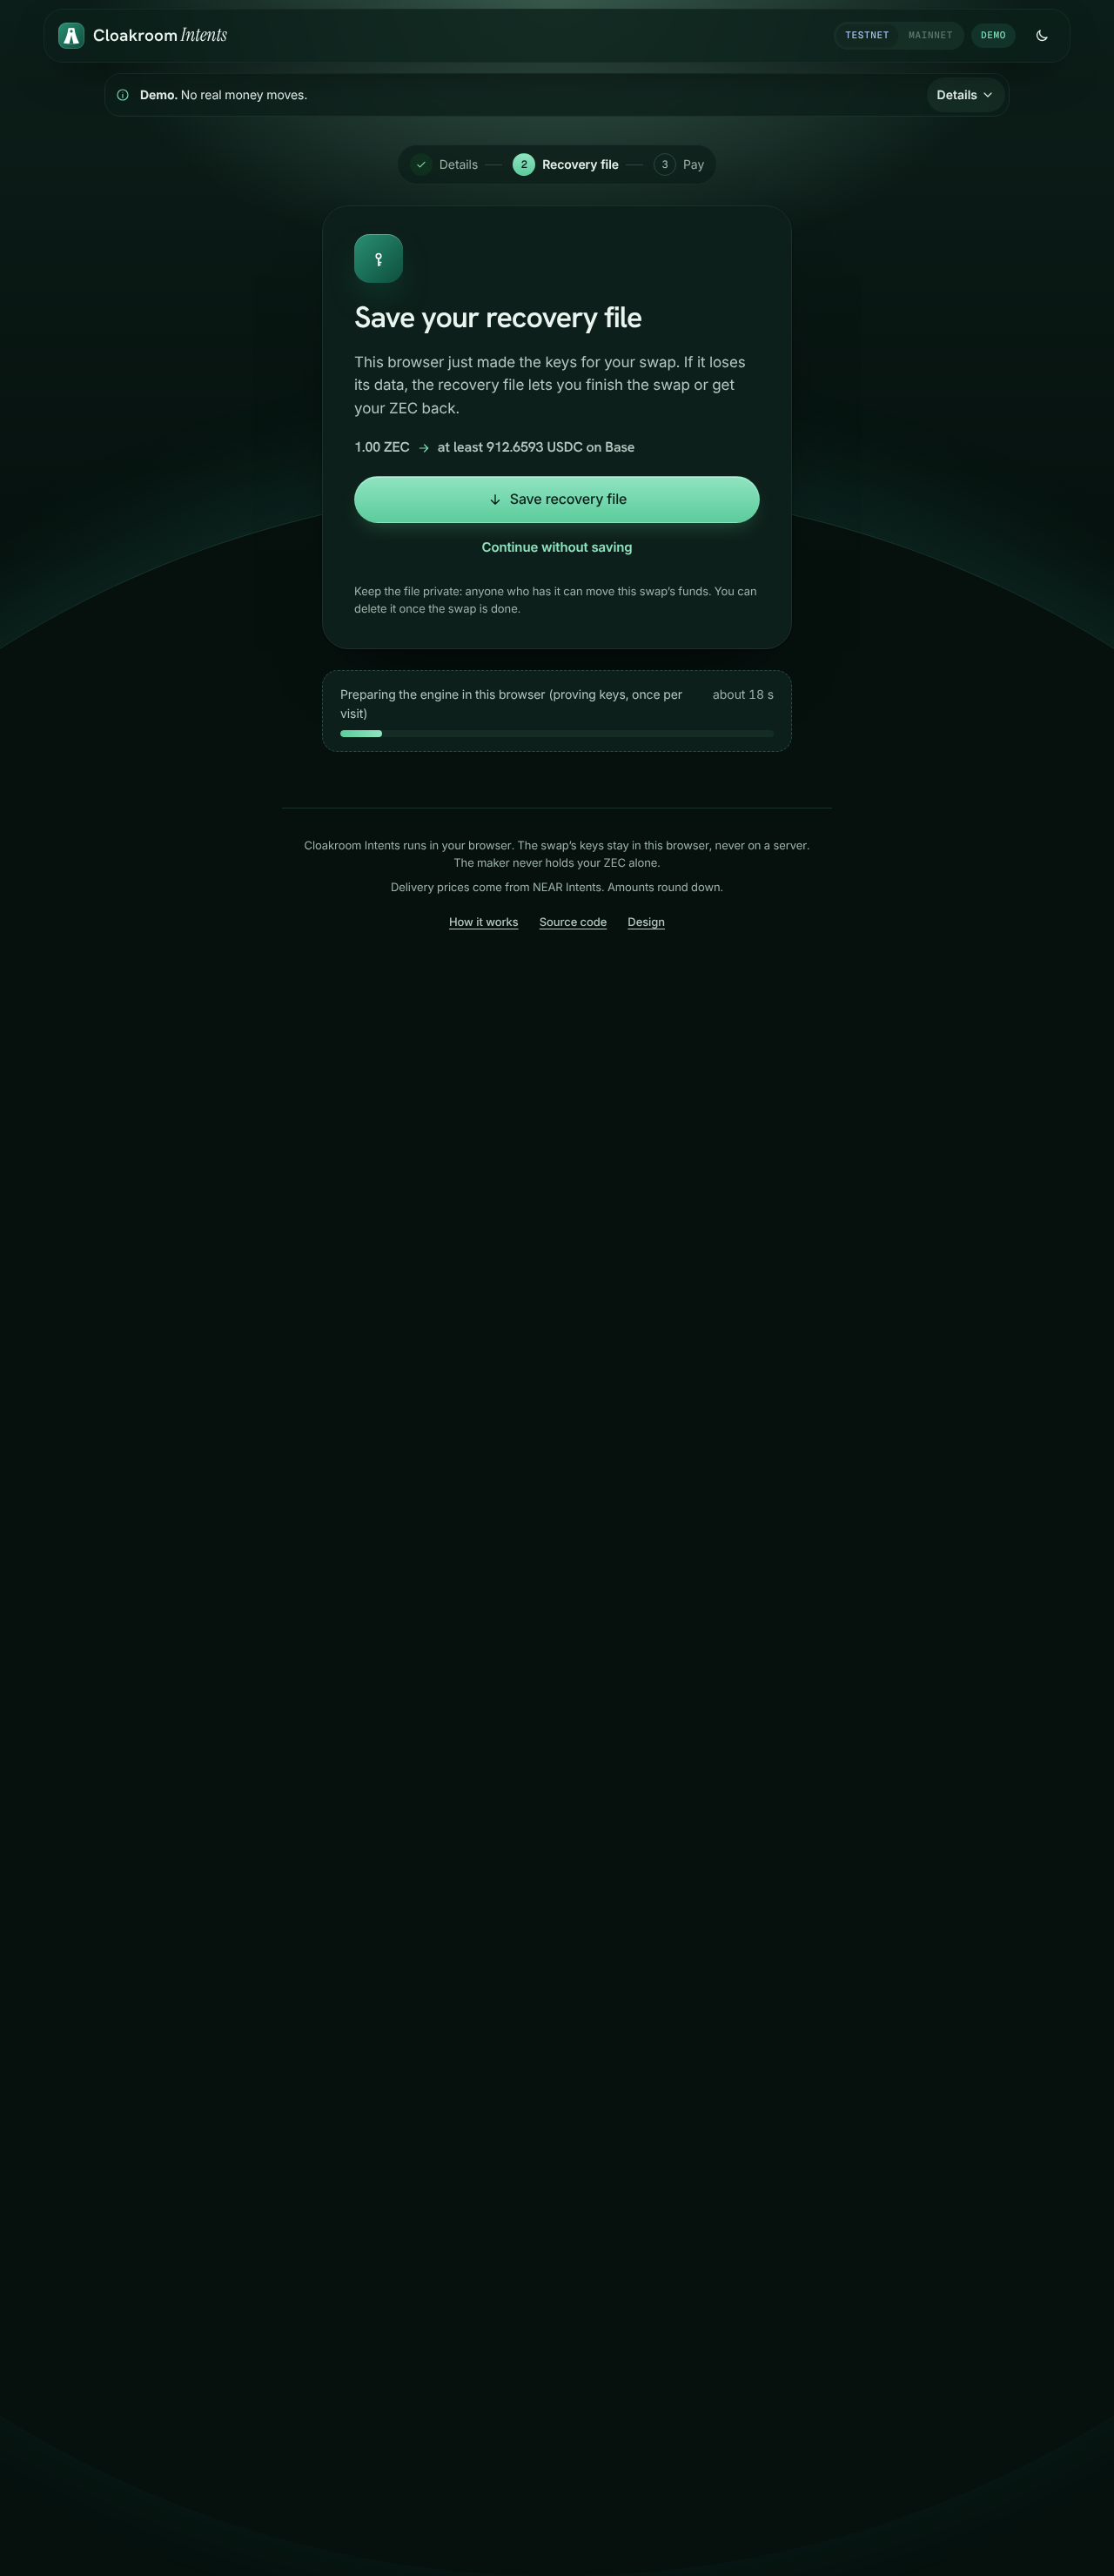 Cloakroom Intents
TESTNET MAINNET DEMO
Demo. No real money moves.
Details
Details
2 Recovery file
3 Pay
Save your recovery file
This browser just made the keys for your swap. If it loses
its data, the recovery file lets you finish the swap or get
your ZEC back.
1.00 ZEC → at least 912.6593 USDC on Base
↓ Save recovery file
Continue without saving
Keep the file private: anyone who has it can move this swap’s funds. You can
delete it once the swap is done.
Preparing the engine in this browser (proving keys, once per
visit)
about 18 s
Cloakroom Intents runs in your browser. The swap’s keys stay in this browser, never on a server.
The maker never holds your ZEC alone.
Delivery prices come from NEAR Intents. Amounts round down.
How it works Source code Design